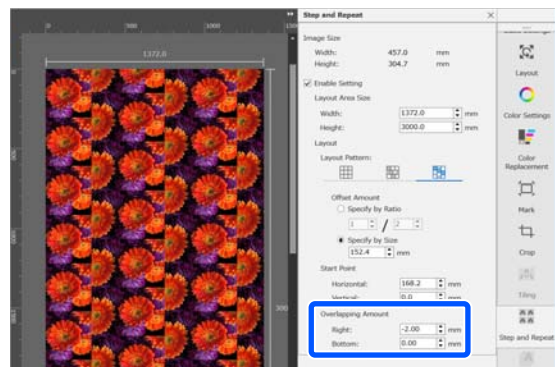 Step and Repeat
500
1000
1372.0
300
Image Size
Width: 457.0 mm
Height: 304.7 mm
Enable Setting
Layout Area Size
Width: 1372.0 mm
Height: 3000.0 mm
Layout
Layout Pattern:
Offset Amount
Specify by Ratio
1 / 2
Specify by Size
152.4 mm
Start Point
Horizontal: 168.2 mm
Vertical: 0.0 mm
Overlapping Amount
Right: -2.00 mm
Bottom: 0.00 mm
Layout
Color Settings
Color
Replacement
Mark
Crop
Tiling
Step and Repeat